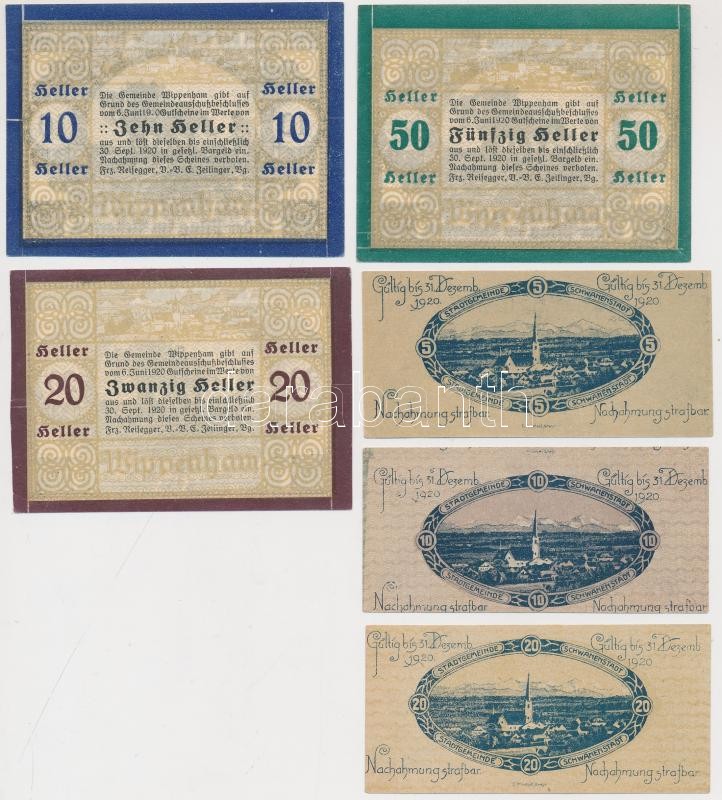 Heller Heller
10 10
Heller Heller
Die Gemeinde Wippenham gibt auf
Grund des Gemeindeausschußbeschlusses
vom 6. Juni 19.0 Gutscheine im Werte von
:: Zehn Heller ::
aus und löst dieselben bis einschließlich
30. Sept. 1920 in gesetzl. Bargeld ein.
Nachahmung dieses Scheines verboten.
Frz. Reisegger, V.-B. E. Zeilinger, Bg.
Wippenham
Heller Heller
50 50
Heller Heller
Die Gemeinde Wippenham gibt auf
Grund des Gemeindeausschußbeschlusses
vom 6. Juni 1920 Gutscheine im Werte von
Fünfzig Heller
aus und löst dieselben bis einschließlich
30. Sept. 1920 in gesetzl. Bargeld ein.
Nachahmung dieses Scheines verboten.
Frz. Reisegger, V.-B. E. Zeilinger, Bg.
Wippenham
Heller Heller
20 20
Heller Heller
Die Gemeinde Wippenham gibt auf
Grund des Gemeindeausschußbeschlusses
vom 6. Juni 1920 Gutscheine im Werte von
Zwanzig Heller
aus und löst dieselben bis einschließlich
30. Sept. 1920 in gesetzl. Bargeld ein.
Nachahmung dieses Scheines verboten.
Frz. Reisegger, V.-B. E. Zeilinger, Bg.
Wippenham
Gültig bis 31. Dezemb. 1920.
Gültig bis 31. Dezemb. 1920.
STADTGEMEINDE 5 SCHWANENSTADT
5 5
STADTGEMEINDE 5 SCHWANENSTADT
Nachahmung strafbar. Nachahmung strafbar.
Gültig bis 31. Dezemb. 1920.
Gültig bis 31. Dezemb. 1920.
STADTGEMEINDE 10 SCHWANENSTADT
10 10
STADTGEMEINDE 10 SCHWANENSTADT
Nachahmung strafbar. Nachahmung strafbar.
Gültig bis 31. Dezemb. 1920.
Gültig bis 31. Dezemb. 1920.
STADTGEMEINDE 20 SCHWANENSTADT
20 20
STADTGEMEINDE 20 SCHWANENSTADT
Nachahmung strafbar. Nachahmung strafbar.
darabanth